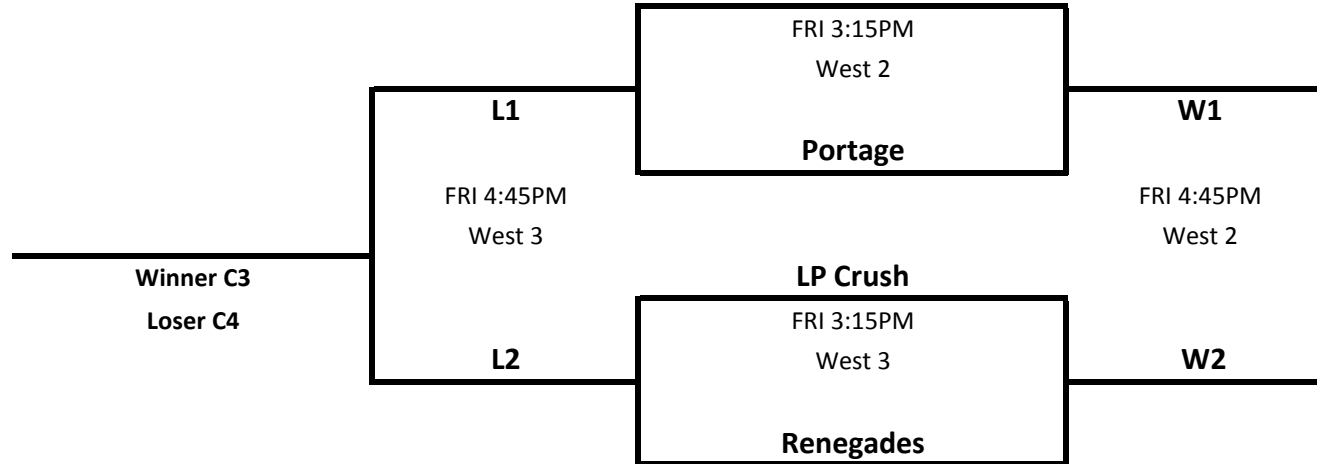 FRI 3:15PM
West 2
L1
W1
Portage
FRI 4:45PM
FRI 4:45PM
West 3
West 2
Winner C3
LP Crush
Loser C4
FRI 3:15PM
L2
West 3
W2
Renegades